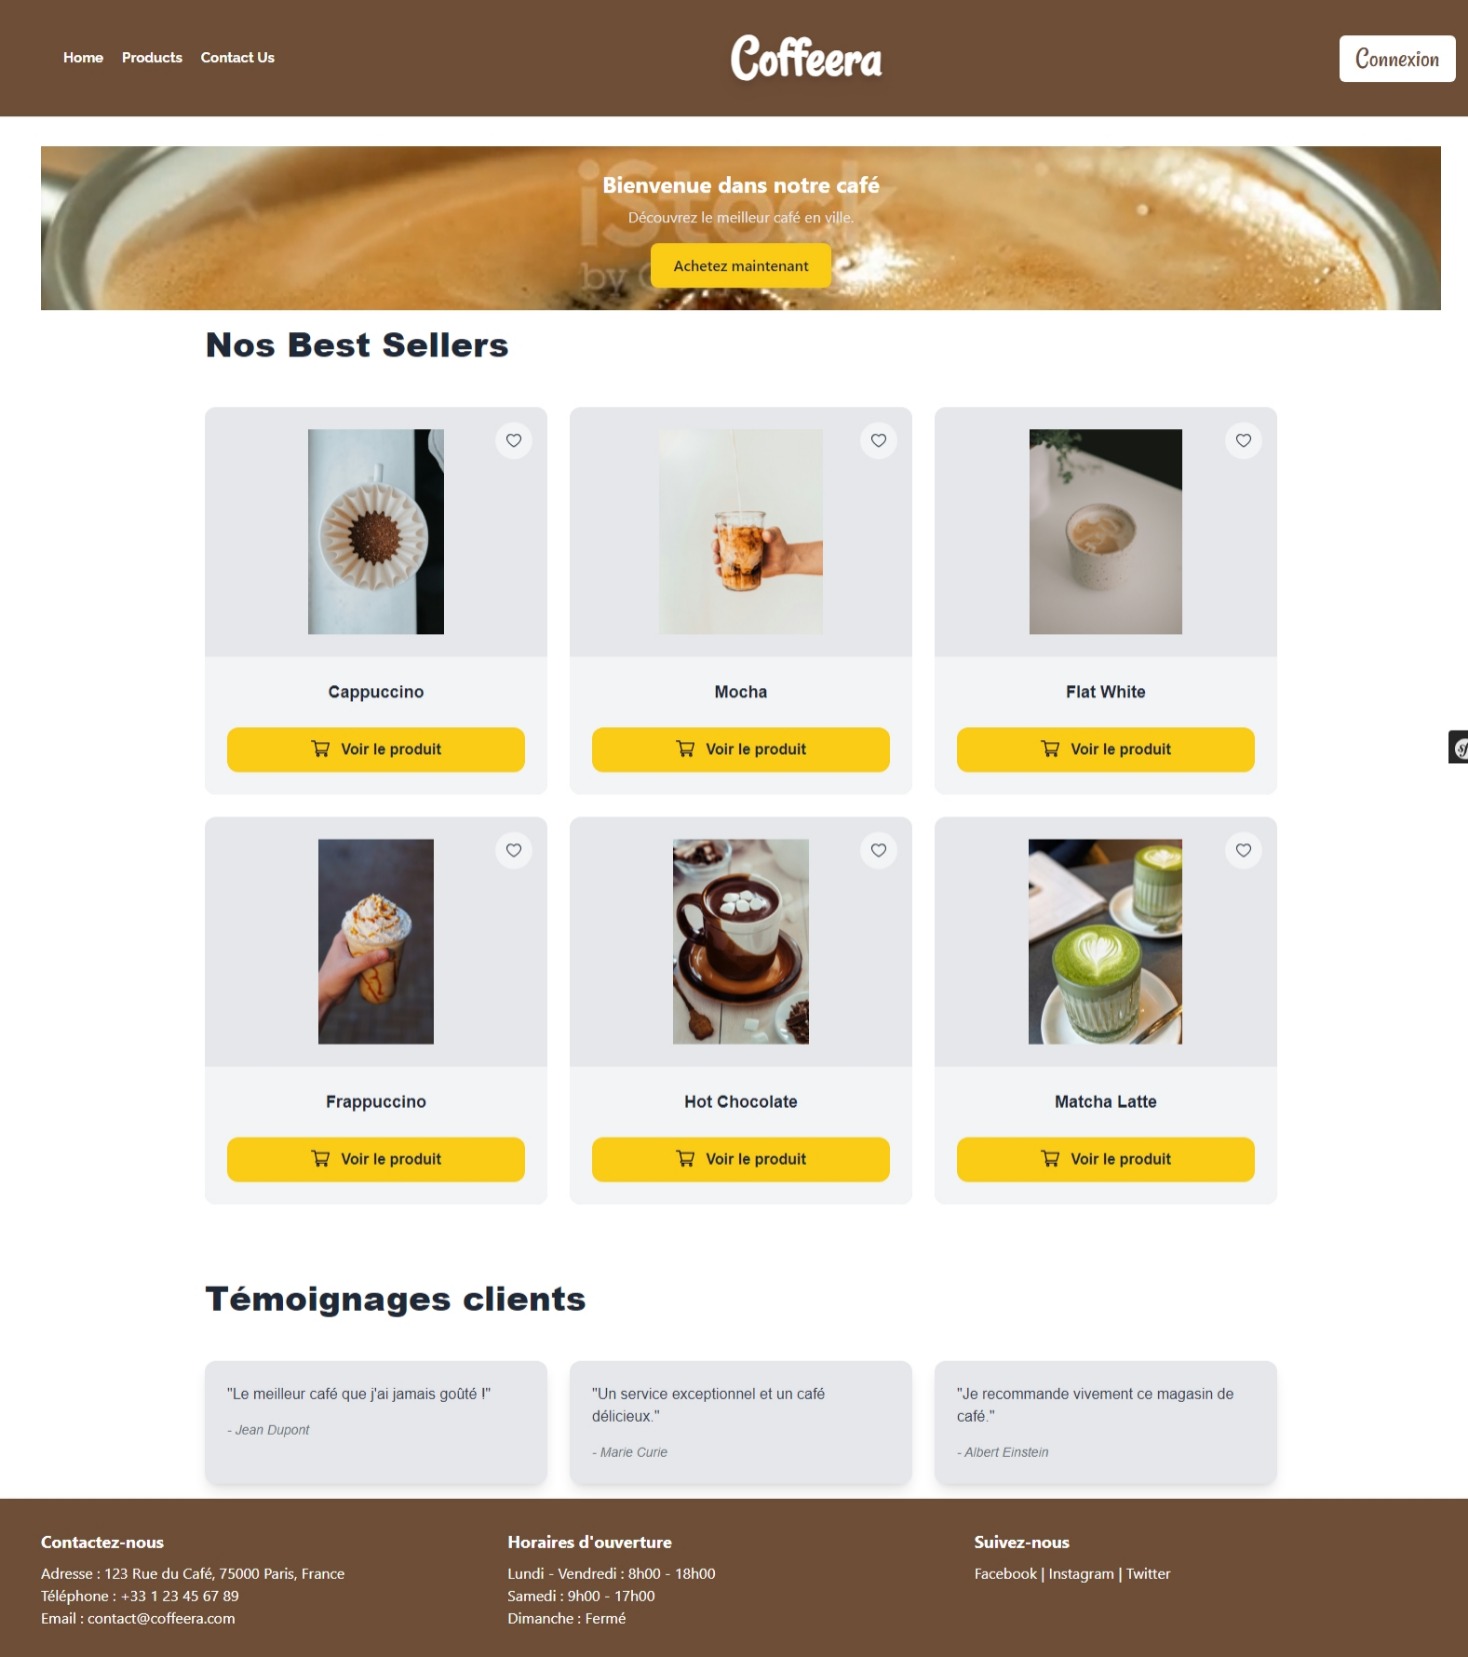 Home Products Contact Us
Coffeera
Connexion
iStock
Bienvenue dans notre café
Découvrez le meilleur café en ville.
by
Achetez maintenant
Nos Best Sellers
Cappuccino
Mocha
Flat White
Voir le produit
Voir le produit
Voir le produit
Frappuccino
Hot Chocolate
Matcha Latte
Voir le produit
Voir le produit
Voir le produit
Témoignages clients
"Le meilleur café que j'ai jamais goûté !"
- Jean Dupont
"Un service exceptionnel et un café
délicieux."
- Marie Curie
"Je recommande vivement ce magasin de
café."
- Albert Einstein
Contactez-nous
Adresse : 123 Rue du Café, 75000 Paris, France
Téléphone : +33 1 23 45 67 89
Email : contact@coffeera.com
Horaires d'ouverture
Lundi - Vendredi : 8h00 - 18h00
Samedi : 9h00 - 17h00
Dimanche : Fermé
Suivez-nous
Facebook | Instagram | Twitter